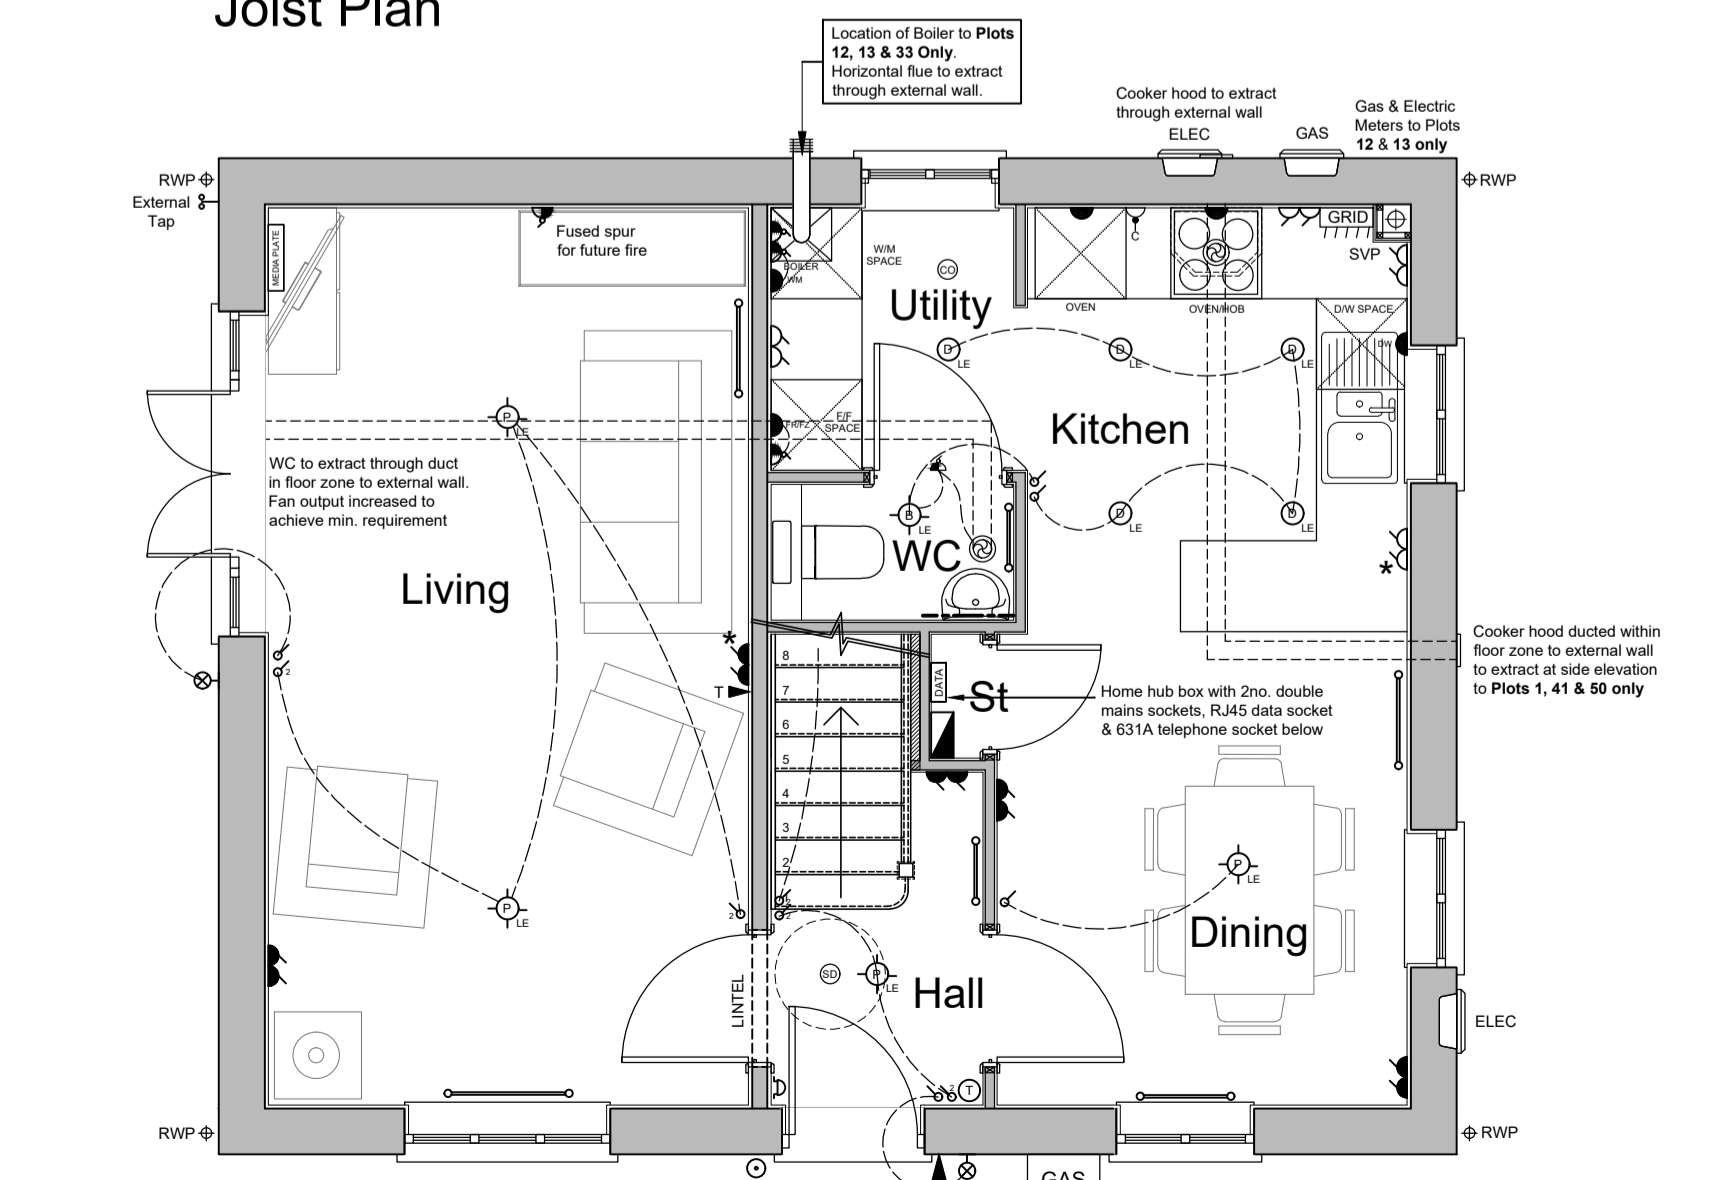 Joist Plan
Location of Boiler to Plots
12, 13 & 33 Only.
Horizontal flue to extract
through external wall.
Cooker hood to extract
through external wall
ELEC
GAS
Gas & Electric
Meters to Plots
12 & 13 only
RWP
RWP
External
Tap
MEDIA PLATE
Fused spur
for future fire
BOILER
WM
W/M
SPACE
CO
Utility
C
GRID
SVP
OVEN
OVEN/HOB
D/W SPACE
DW
D
LE
D
LE
D
LE
P
LE
FR/FZ
F/F
SPACE
Kitchen
WC to extract through duct
in floor zone to external wall.
Fan output increased to
achieve min. requirement
B
LE
D
LE
D
LE
WC
*
Living
*
2
T
8
7
6
5
4
3
2
DATA
St
Home hub box with 2no. double
mains sockets, RJ45 data socket
& 631A telephone socket below
Cooker hood ducted within
floor zone to external wall
to extract at side elevation
to Plots 1, 41 & 50 only
P
LE
P
LE
2
2
2
Dining
SD
P
LE
Hall
LINTEL
ELEC
2
T
RWP
RWP
GAS